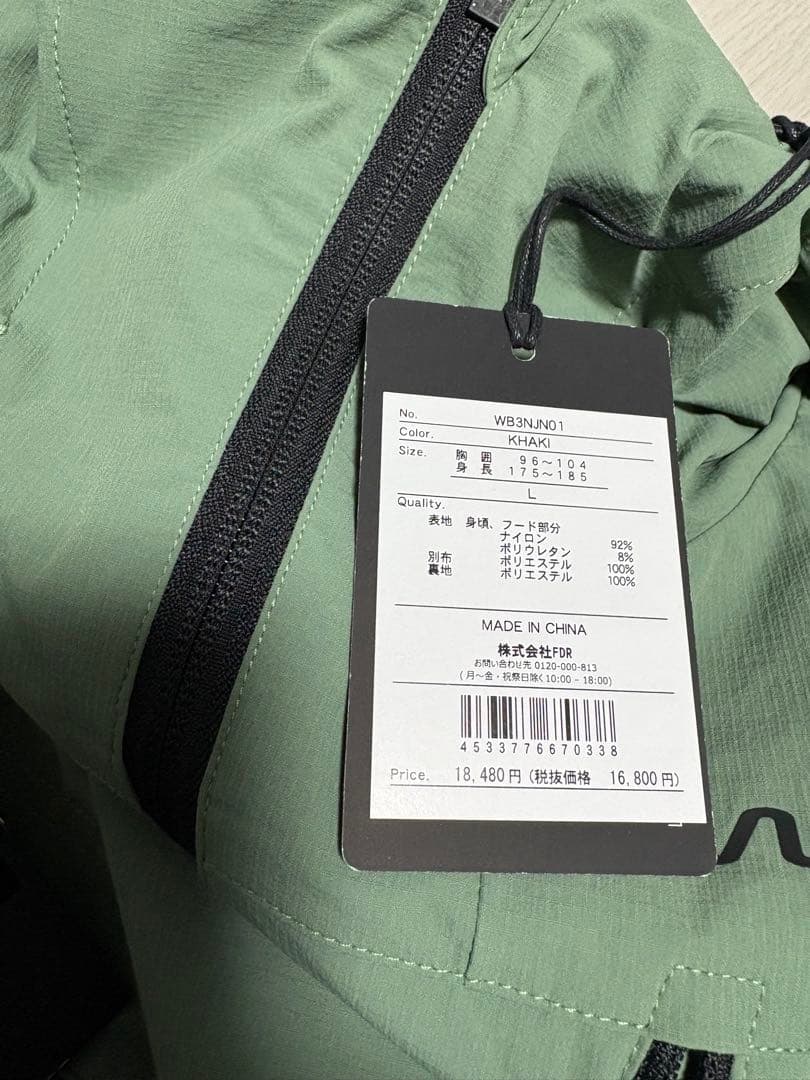 No. WB3NJN01
Color. KHAKI
Size. 胸囲 96～104
身長 175～185
L
Quality.
表地 身頃、フード部分
ナイロン 92%
ポリウレタン 8%
別布 ポリエステル 100%
裏地 ポリエステル 100%
MADE IN CHINA
株式会社FDR
お問い合わせ先 0120-000-813
(月～金・祝祭日除く10:00 - 18:00)
4533776670338
Price. 18,480円 (税抜価格 16,800円)